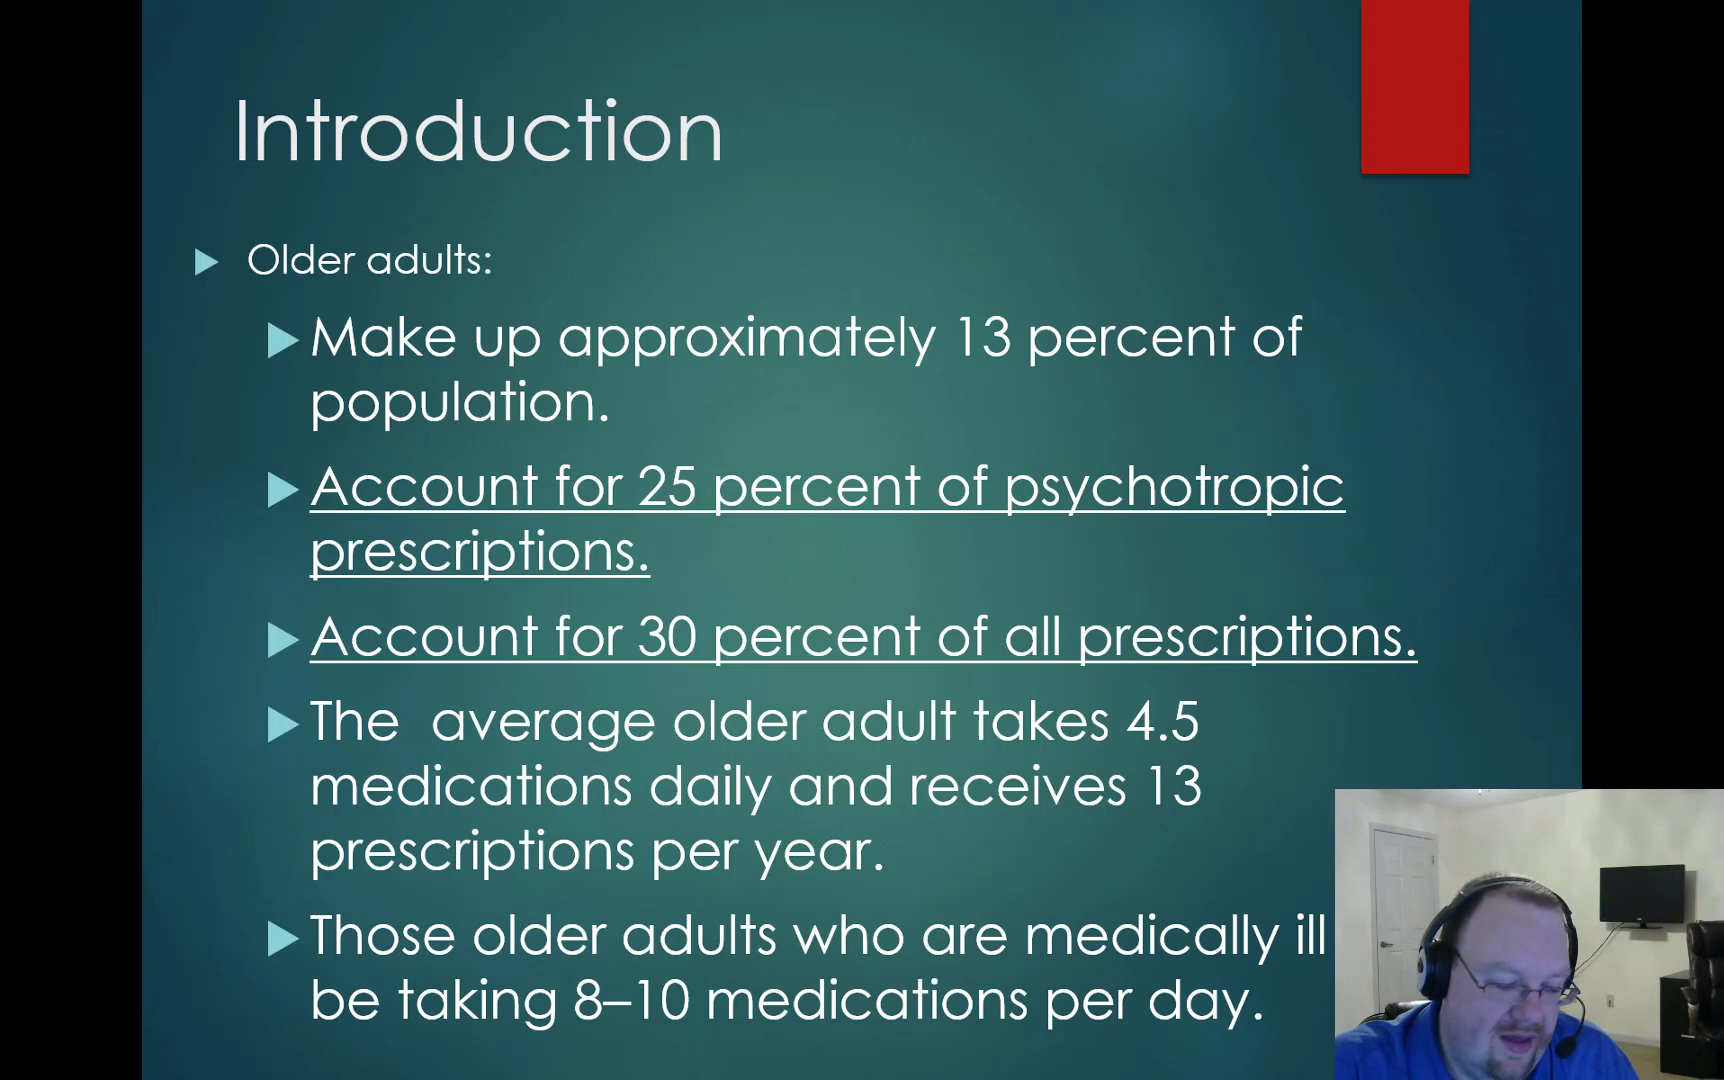 Introduction
Older adults:
Make up approximately 13 percent of
population.
Account for 25 percent of psychotropic
prescriptions.
Account for 30 percent of all prescriptions.
The  average older adult takes 4.5
medications daily and receives 13
prescriptions per year.
Those older adults who are medically ill
be taking 8–10 medications per day.